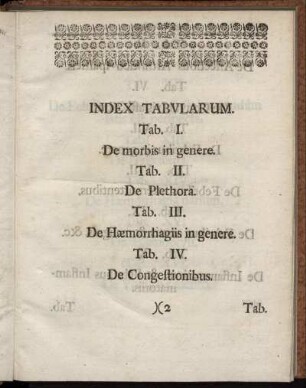 INDEX TABVLARUM.
Tab. I.
De morbis in genere.
Tab. II.
De Plethora.
Tab. III.
De Hæmorrhagiis in genere.
Tab. IV.
De Congestionibus.
)(2 Tab.